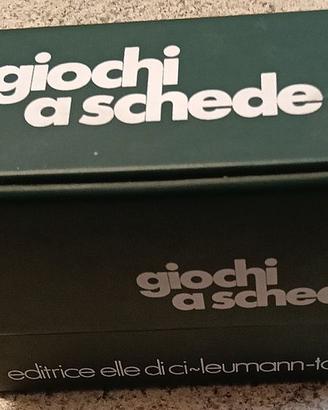 giochi
a schede
giochi
a sche
editrice elle di ci~leumann-to